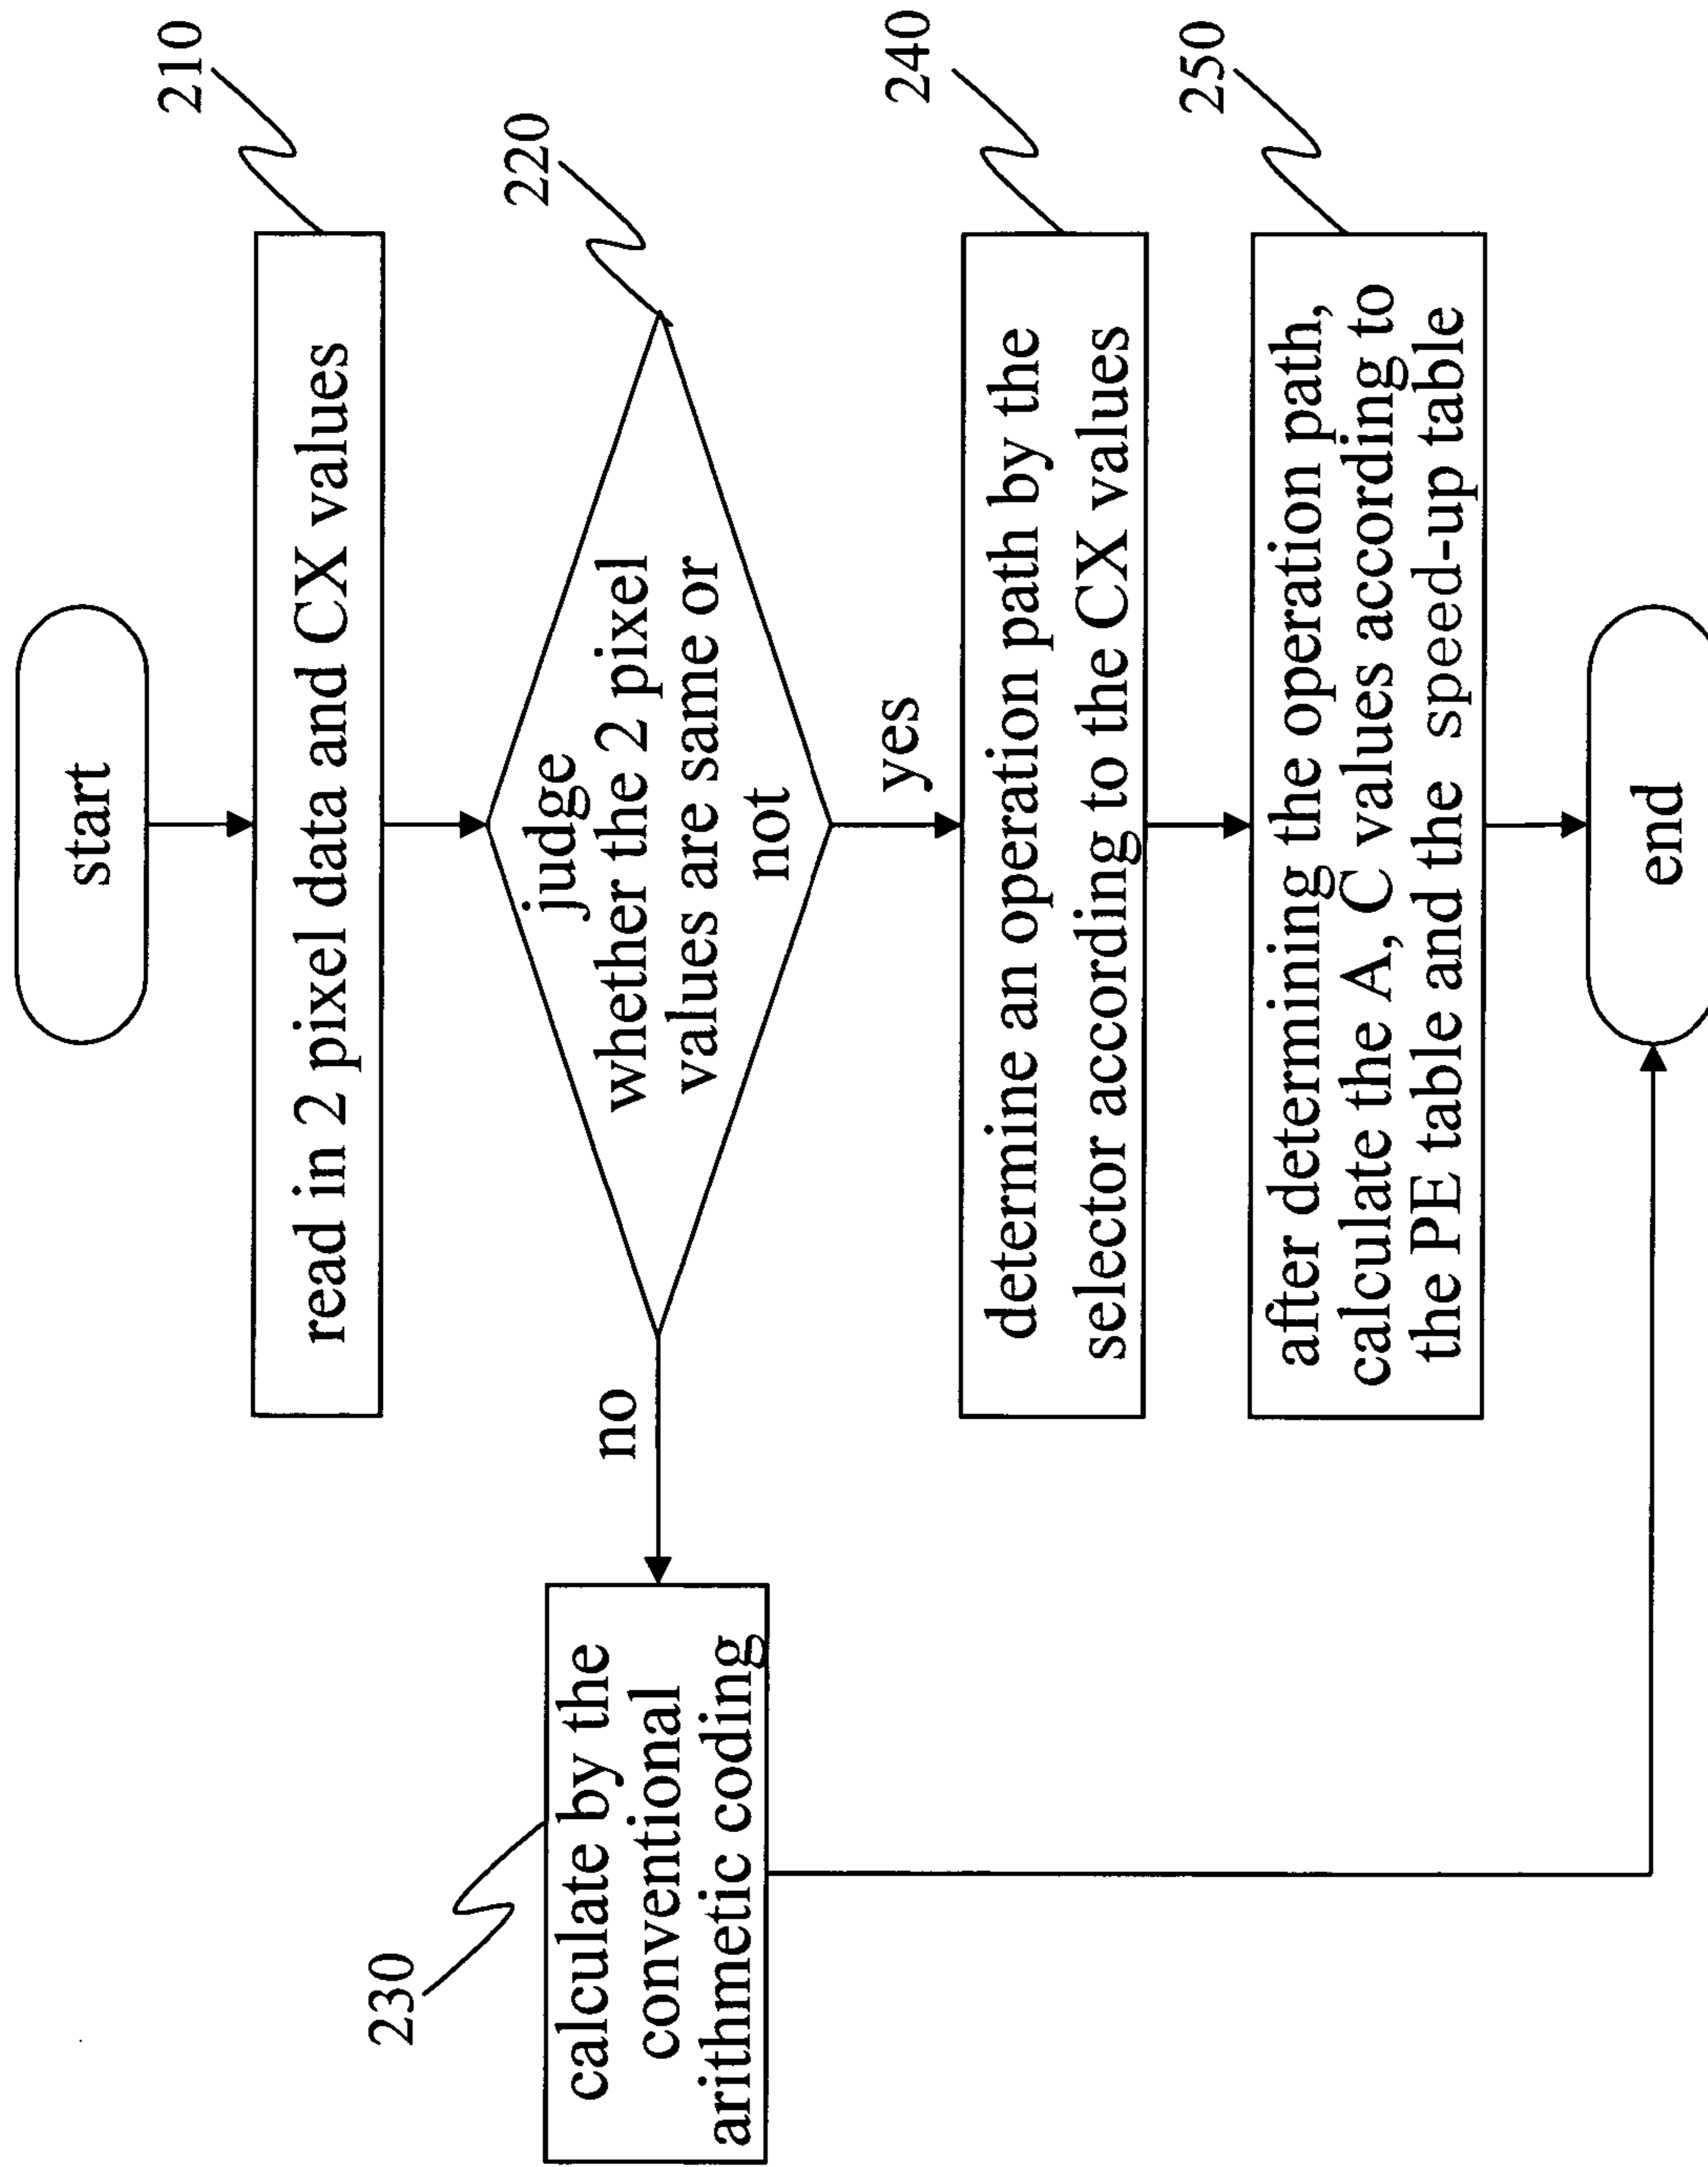 start
210
read in 2 pixel data and CX values
220
judge
whether the 2 pixel
values are same or
not
no
yes
230
calculate by the
conventional
arithmetic coding
240
determine an operation path by the
selector according to the CX values
250
after determining the operation path,
calculate the A, C values according to
the PE table and the speed-up table
end